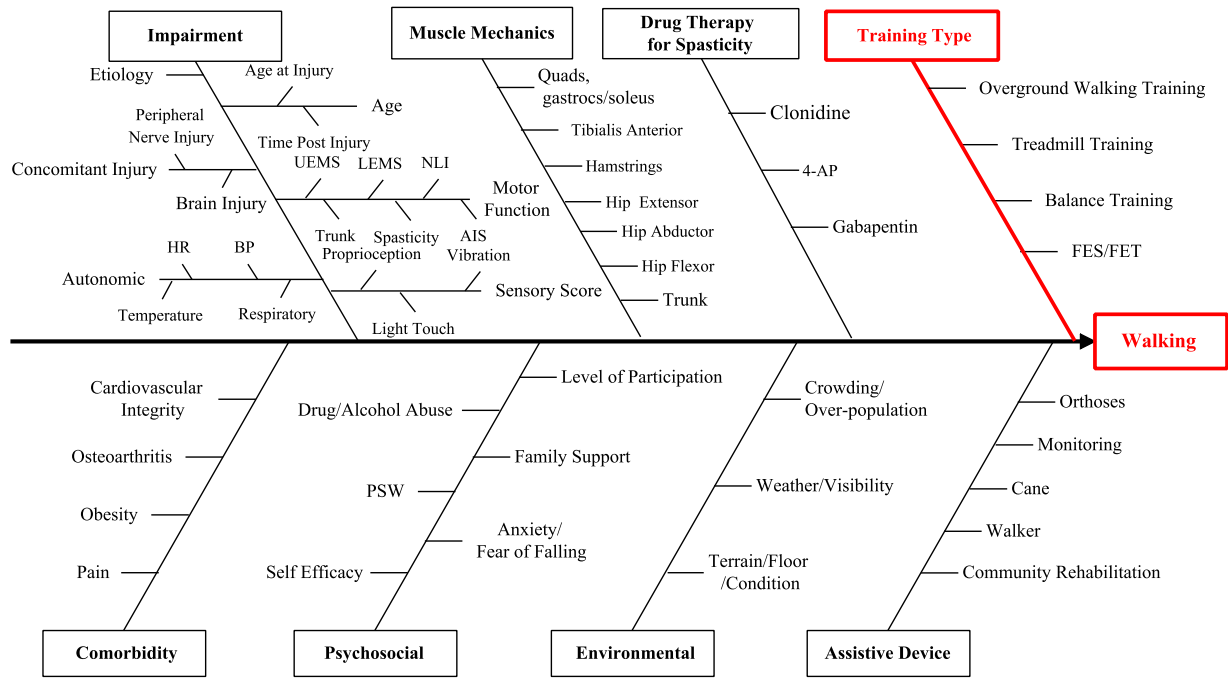 Impairment
Muscle Mechanics
Drug Therapy
for Spasticity
Training Type
Etiology
Age at Injury
Age
Time Post Injury
Peripheral
Nerve Injury
Concomitant Injury
Brain Injury
UEMS
LEMS
NLI
Motor
Function
Trunk
Spasticity
AIS
HR
BP
Autonomic
Temperature
Respiratory
Proprioception
Vibration
Sensory Score
Light Touch
Quads,
gastrocs/soleus
Tibialis Anterior
Hamstrings
Hip Extensor
Hip Abductor
Hip Flexor
Trunk
Clonidine
4-AP
Gabapentin
Overground Walking Training
Treadmill Training
Balance Training
FES/FET
Walking
Cardiovascular
Integrity
Osteoarthritis
Obesity
Pain
Level of Participation
Drug/Alcohol Abuse
Family Support
PSW
Anxiety/
Fear of Falling
Self Efficacy
Crowding/
Over-population
Weather/Visibility
Terrain/Floor
/Condition
Orthoses
Monitoring
Cane
Walker
Community Rehabilitation
Comorbidity
Psychosocial
Environmental
Assistive Device